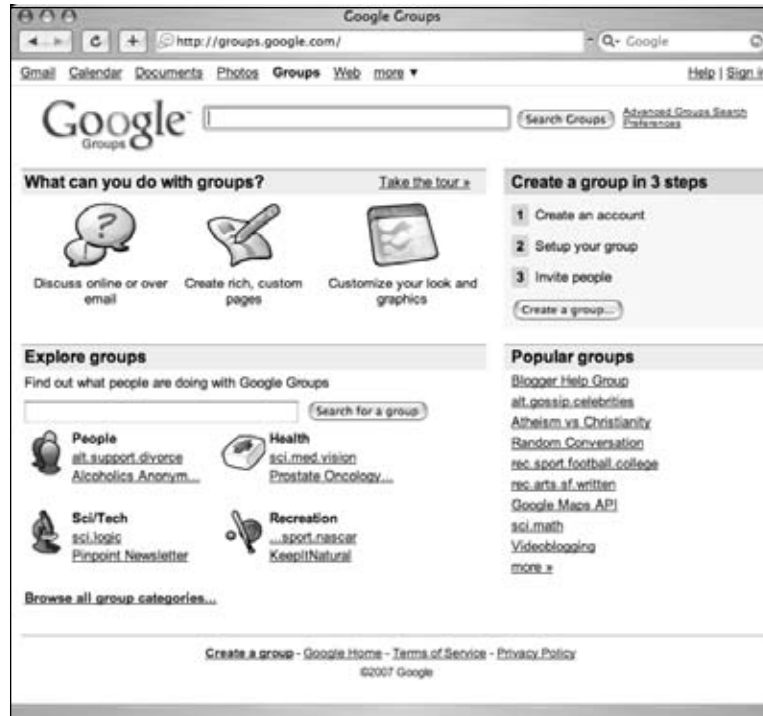 Google Groups
http://groups.google.com/
Google
Gmail Calendar Documents Photos Groups Web more ▼
Help | Sign in
Google™
Groups
Search Groups
Advanced Groups Search
Preferences
What can you do with groups?
Take the tour »
Discuss online or over
email
Create rich, custom
pages
Customize your look and
graphics
Create a group in 3 steps
1 Create an account
2 Setup your group
3 Invite people
Create a group...
Explore groups
Find out what people are doing with Google Groups
Search for a group
People
alt.support.divorce
Alcoholics Anonym...
Health
sci.med.vision
Prostate Oncology...
Sci/Tech
sci.logic
Pinpoint Newsletter
Recreation
...sport.nascar
KeepItNatural
Browse all group categories...
Popular groups
Blogger Help Group
alt.gossip.celebrities
Atheism vs Christianity
Random Conversation
rec.sport.football.college
rec.arts.sf.written
Google Maps API
sci.math
Videoblogging
more »
Create a group - Google Home - Terms of Service - Privacy Policy
©2007 Google